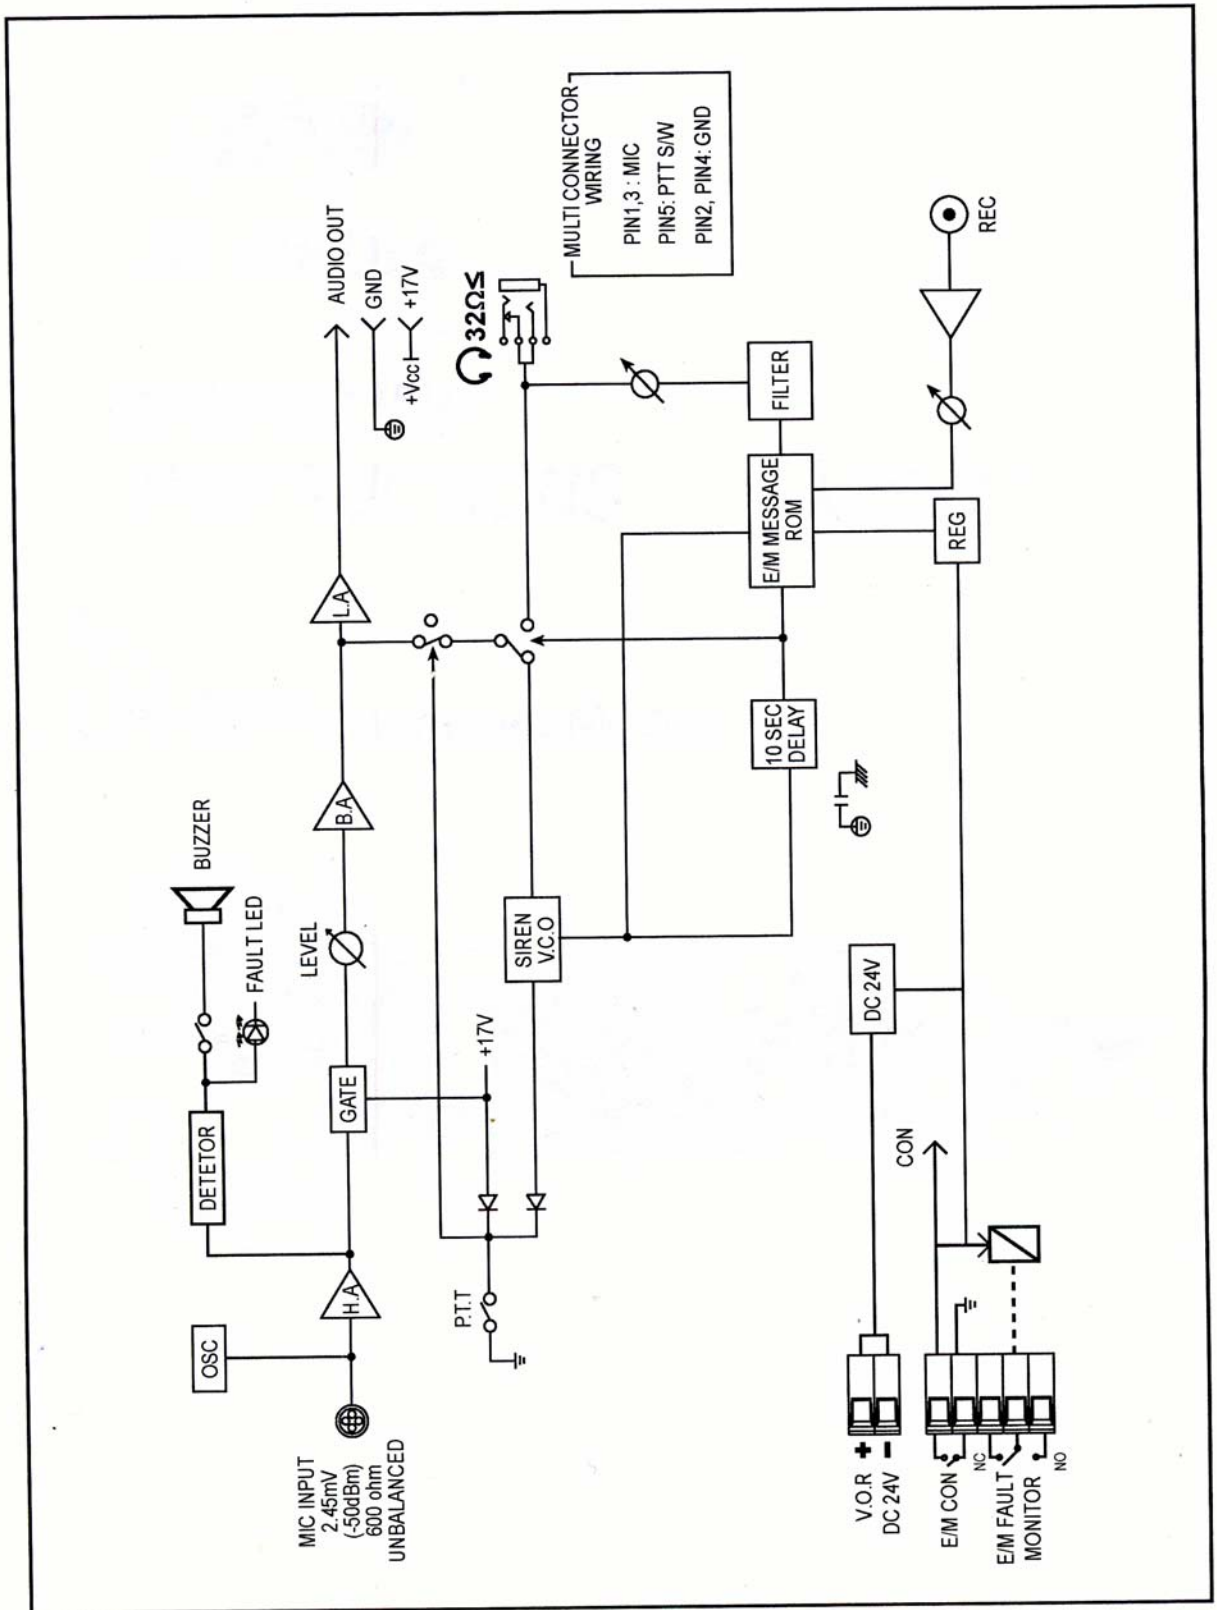 OSC
DETETOR
BUZZER
FAULT LED
MIC INPUT
2.45mV
(-50dBm)
600 ohm
UNBALANCED
H.A
GATE
LEVEL
B.A
L.A
AUDIO OUT
GND
+Vcc
+17V
P.T.T
+17V
SIREN
V.C.O
32Ω≤
MULTI CONNECTOR
WIRING
PIN1,3 : MIC
PIN5: PTT S/W
PIN2, PIN4: GND
10 SEC
DELAY
E/M MESSAGE
ROM
FILTER
V.O.R +
DC 24V −
DC 24V
REG
REC
CON
E/M CON
NC
E/M FAULT
MONITOR
NO